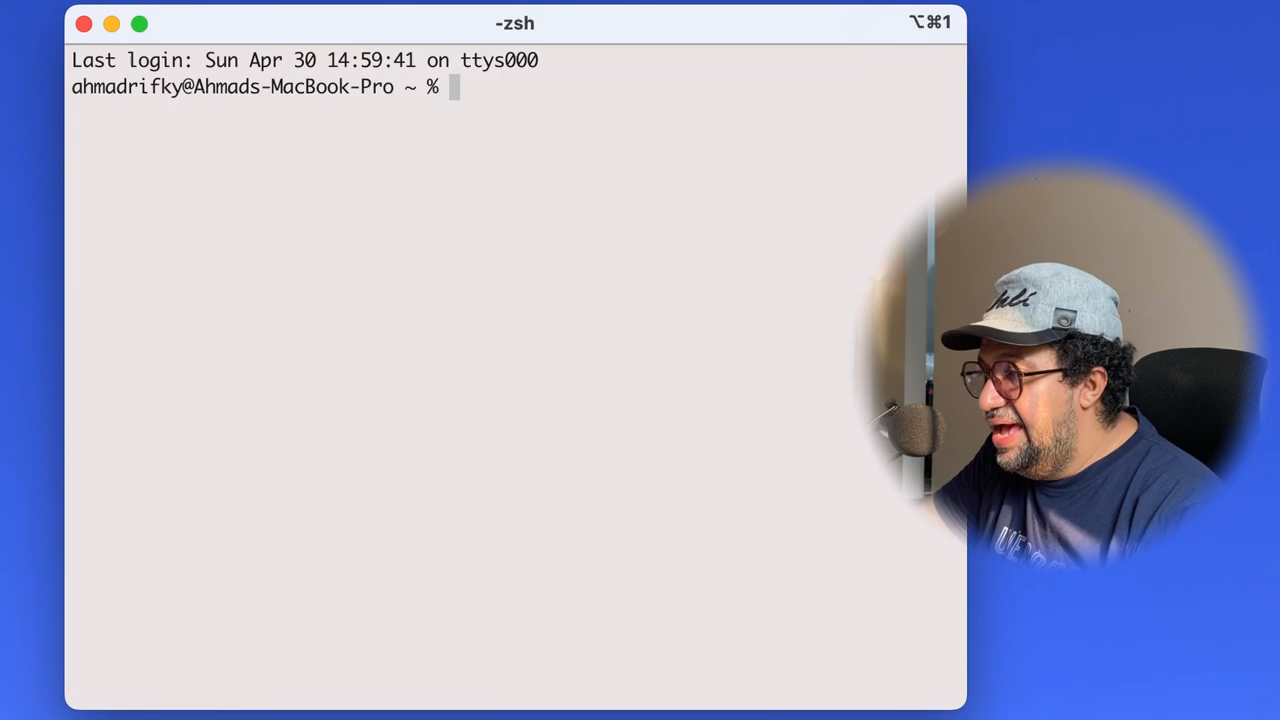 -zsh
⌥⌘1
Last login: Sun Apr 30 14:59:41 on ttys000
ahmadrifky@Ahmads-MacBook-Pro ~ %